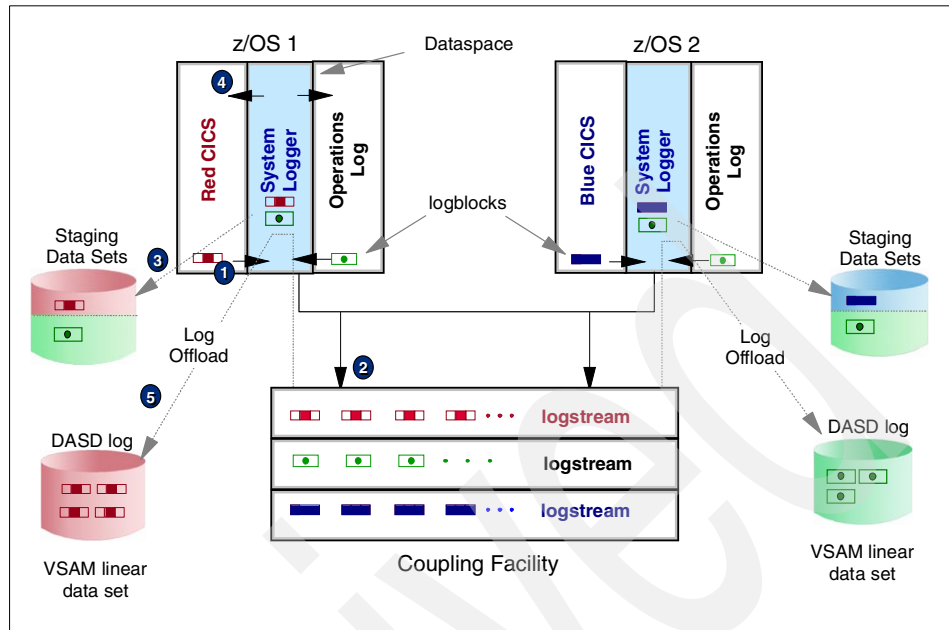 z/OS 1
Dataspace
z/OS 2
4
Red CICS
System
Logger
Operations
Log
Blue CICS
System
Logger
Operations
Log
logblocks
Staging
Data Sets
3
1
Staging
Data Sets
Log
Offload
Log
Offload
2
5
DASD log
logstream
logstream
logstream
DASD log
Coupling Facility
VSAM linear
data set
VSAM linear
data set